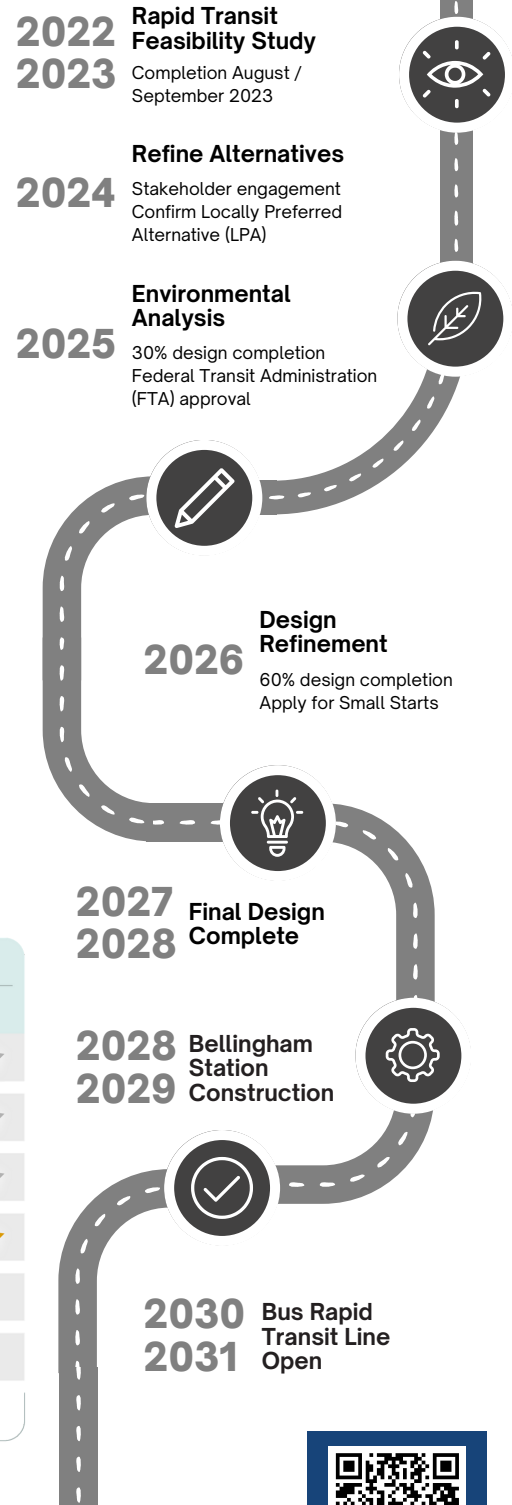 2022
2023
Rapid Transit
Feasibility Study
Completion August /
September 2023
2024
Refine Alternatives
Stakeholder engagement
Confirm Locally Preferred
Alternative (LPA)
2025
Environmental
Analysis
30% design completion
Federal Transit Administration
(FTA) approval
2026
Design
Refinement
60% design completion
Apply for Small Starts
2027
2028
Final Design
Complete
2028
2029
Bellingham
Station
Construction
2030
2031
Bus Rapid
Transit Line
Open